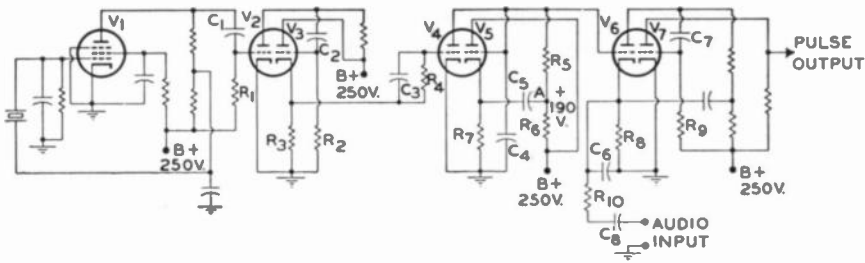 V1
C1
V2
V3
C2
B+
250V.
R1
R3
R2
B+
250V.
C3
R4
V4
V5
R5
C5
A
+
190
V.
R6
R7
C4
B+
250V.
V6
V7
C7
PULSE
OUTPUT
R8
R9
C6
R10
B+
250V.
C8
AUDIO
INPUT